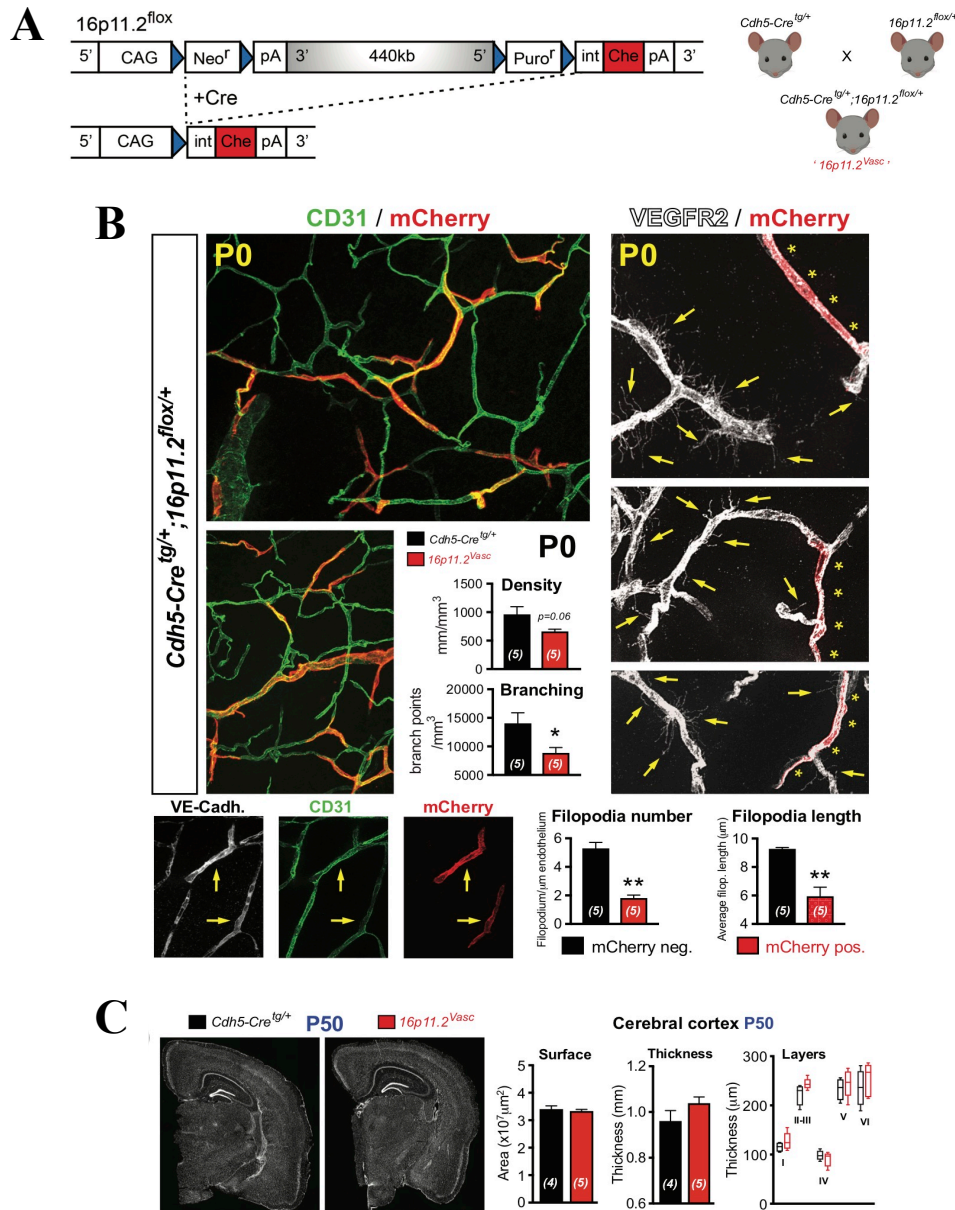 A
16p11.2flox
5’ CAG Neor pA 3’ 440kb 5’ Puror int Che pA 3’
+Cre
5’ CAG int Che pA 3’
Cdh5-Cretg/+ X 16p11.2flox/+
Cdh5-Cretg/+;16p11.2flox/+
‘ 16p11.2Vasc ’
B
CD31 / mCherry
VEGFR2 / mCherry
Cdh5-Cretg/+;16p11.2flox/+
P0
P0
* * * *
Cdh5-Cretg/+
16p11.2Vasc
P0
Density
mm/mm3
1500
1000
500
0
p=0.06
(5) (5)
Branching
branch points /mm3
20000
15000
10000
5000
*
(5) (5)
* * * *
* * * *
VE-Cadh. CD31 mCherry
Filopodia number
Filopodium/µm endothelium
6
4
2
0
**
(5) (5)
Filopodia length
Average filop. length (µm)
10
8
6
4
**
(5) (5)
mCherry neg. mCherry pos.
C
Cdh5-Cretg/+ P50 16p11.2Vasc
Cerebral cortex P50
Surface
Area (x10⁷µm2)
5
4
3
2
1
0
(4) (5)
Thickness
Thickness (mm)
1.2
1.0
0.8
0.6
(4) (5)
Layers
Thickness (µm)
300
200
100
0
I
II-III
IV
V
VI